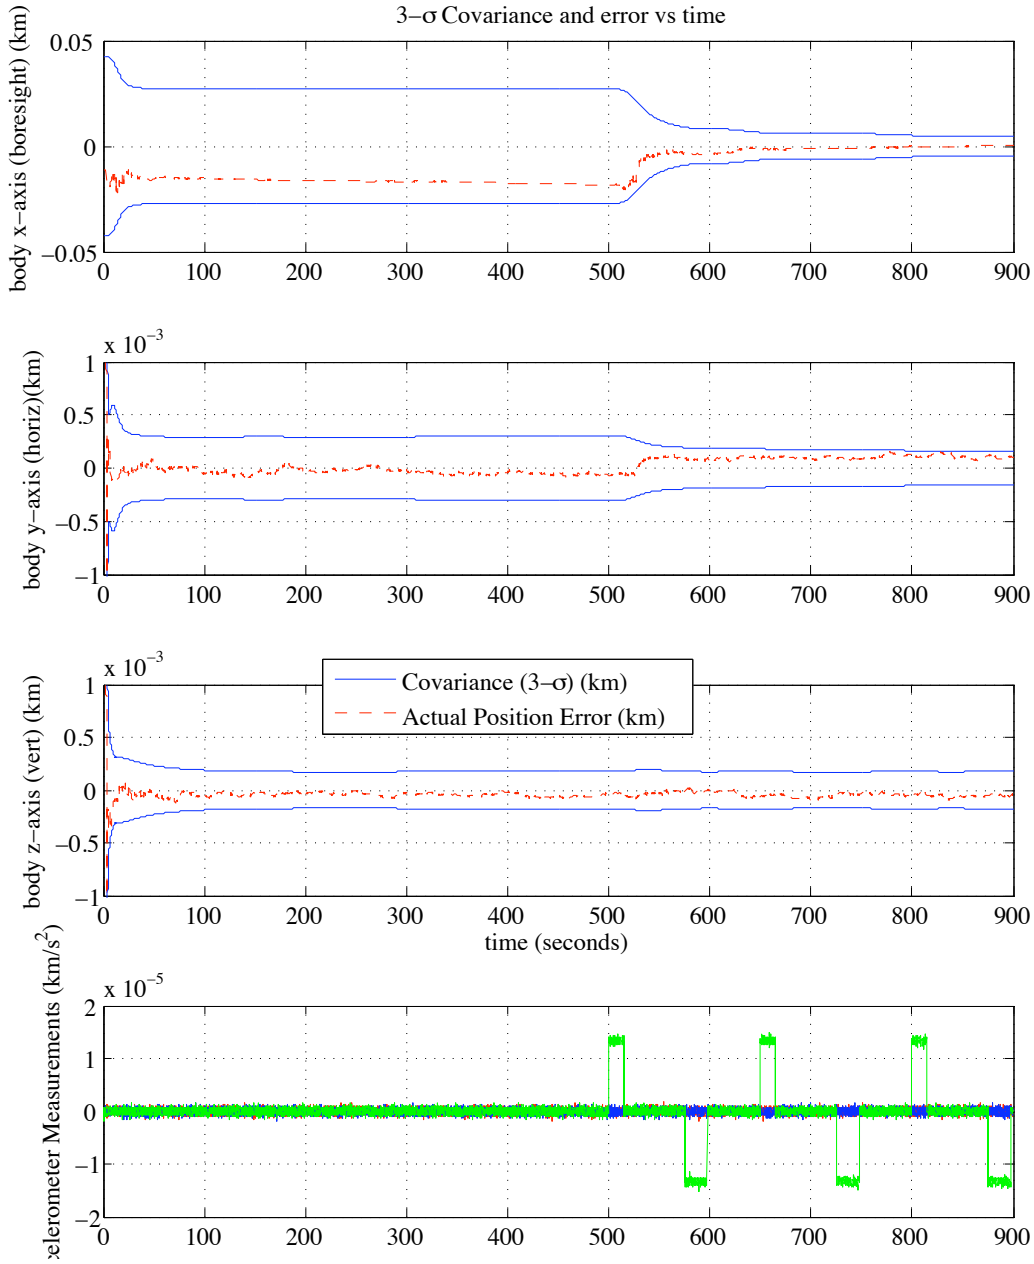 3–σ Covariance and error vs time
body x–axis (boresight) (km)
0.05
0
–0.05
0 100 200 300 400 500 600 700 800 900
x 10⁻³
body y–axis (horiz)(km)
1
0.5
0
–0.5
–1
0 100 200 300 400 500 600 700 800 900
x 10⁻³
body z–axis (vert) (km)
1
0.5
0
–0.5
–1
Covariance (3–σ) (km)
Actual Position Error (km)
0 100 200 300 400 500 600 700 800 900
time (seconds)
x 10⁻⁵
celerometer Measurements (km/s²)
2
1
0
–1
–2
0 100 200 300 400 500 600 700 800 900